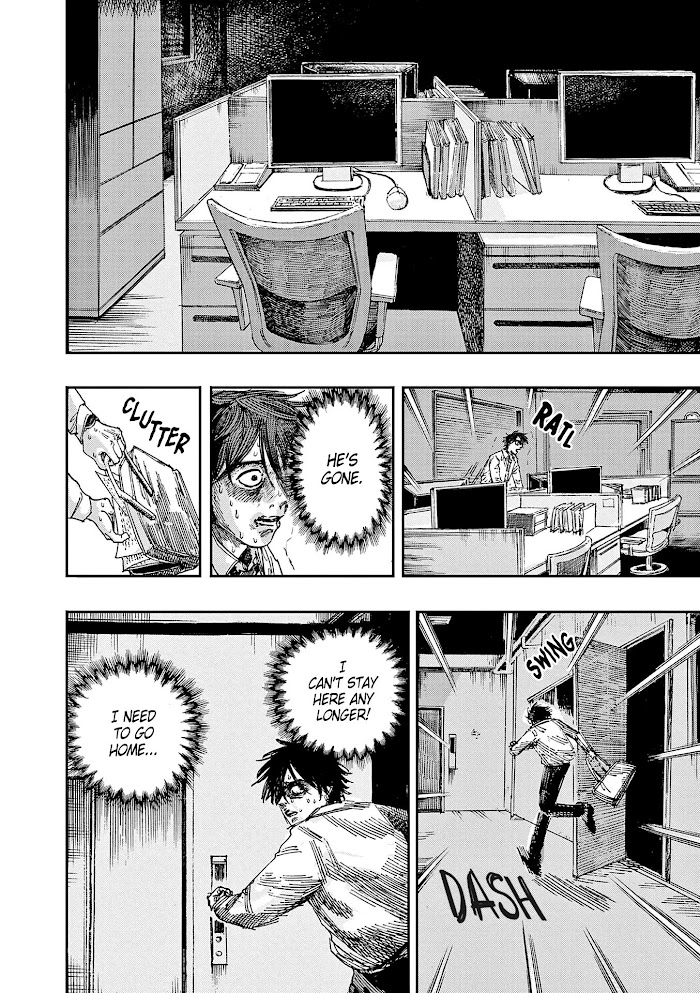 RATL
HE'S
GONE.
CLUTTER
SWING
DASH
I
CAN'T STAY
HERE ANY
LONGER!
I NEED
TO GO
HOME...